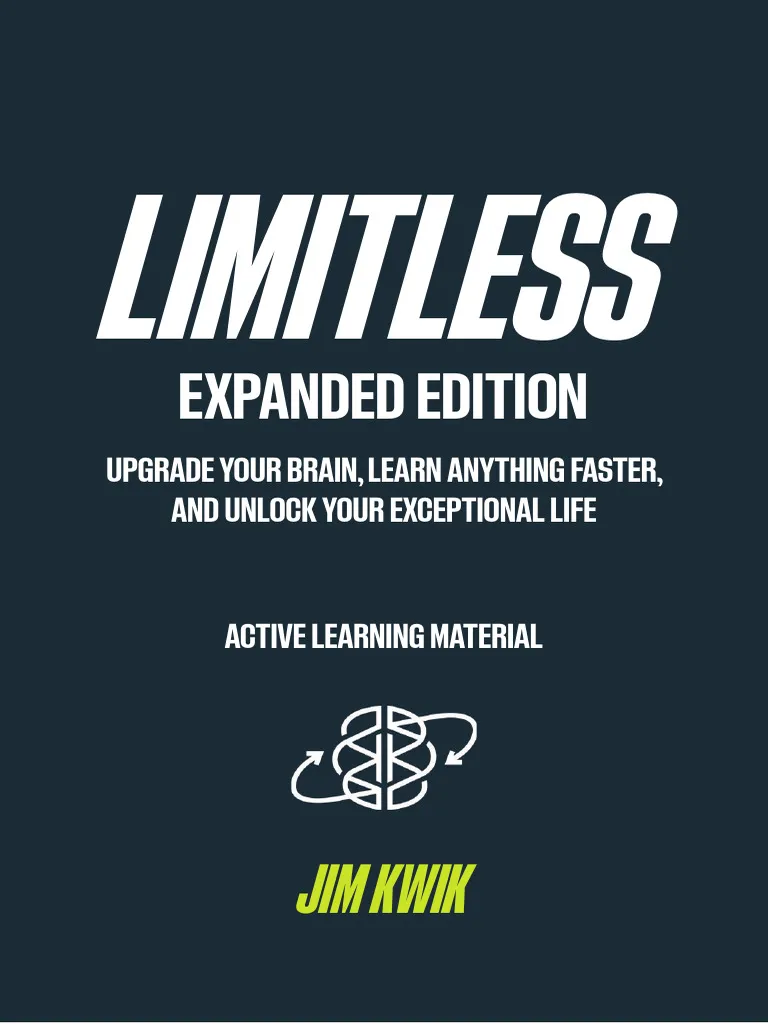 LIMITLESS
EXPANDED EDITION
UPGRADE YOUR BRAIN, LEARN ANYTHING FASTER,
AND UNLOCK YOUR EXCEPTIONAL LIFE
ACTIVE LEARNING MATERIAL
JIM KWIK